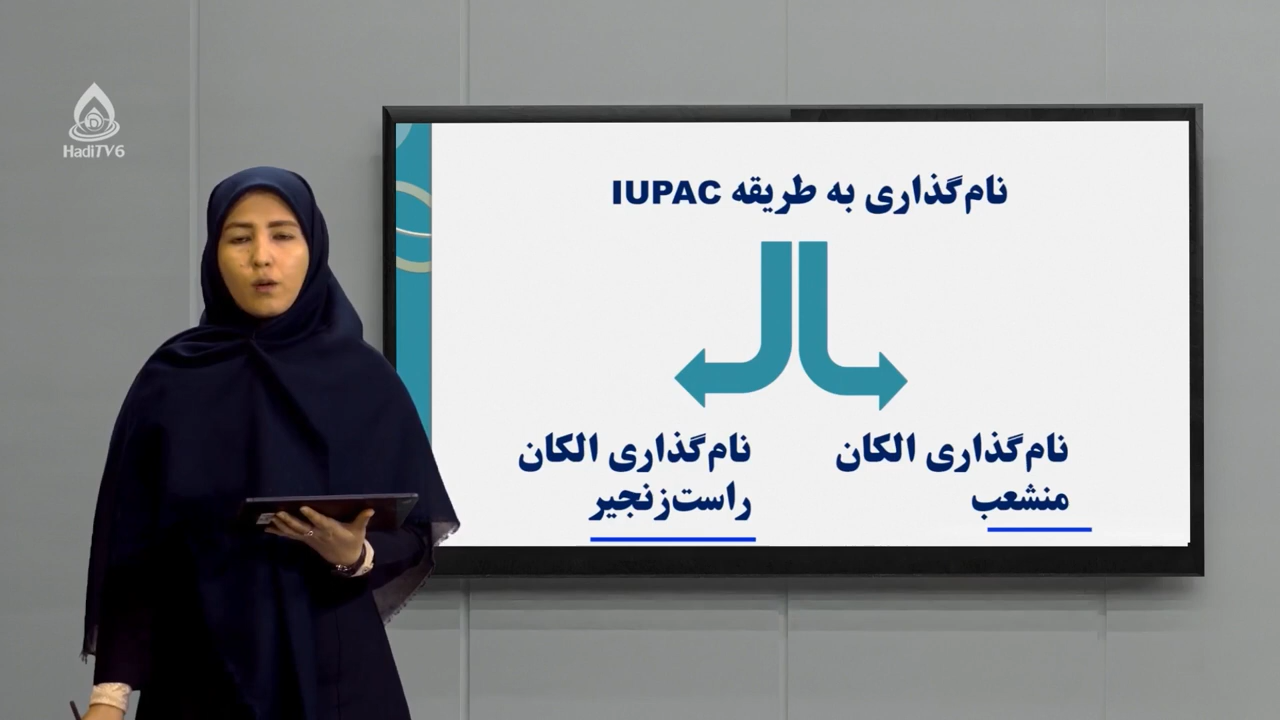 HadiTV6
نام‌گذاری به طریقه IUPAC
نام‌گذاری الکان
منشعب
نام‌گذاری الکان
راست‌زنجیر